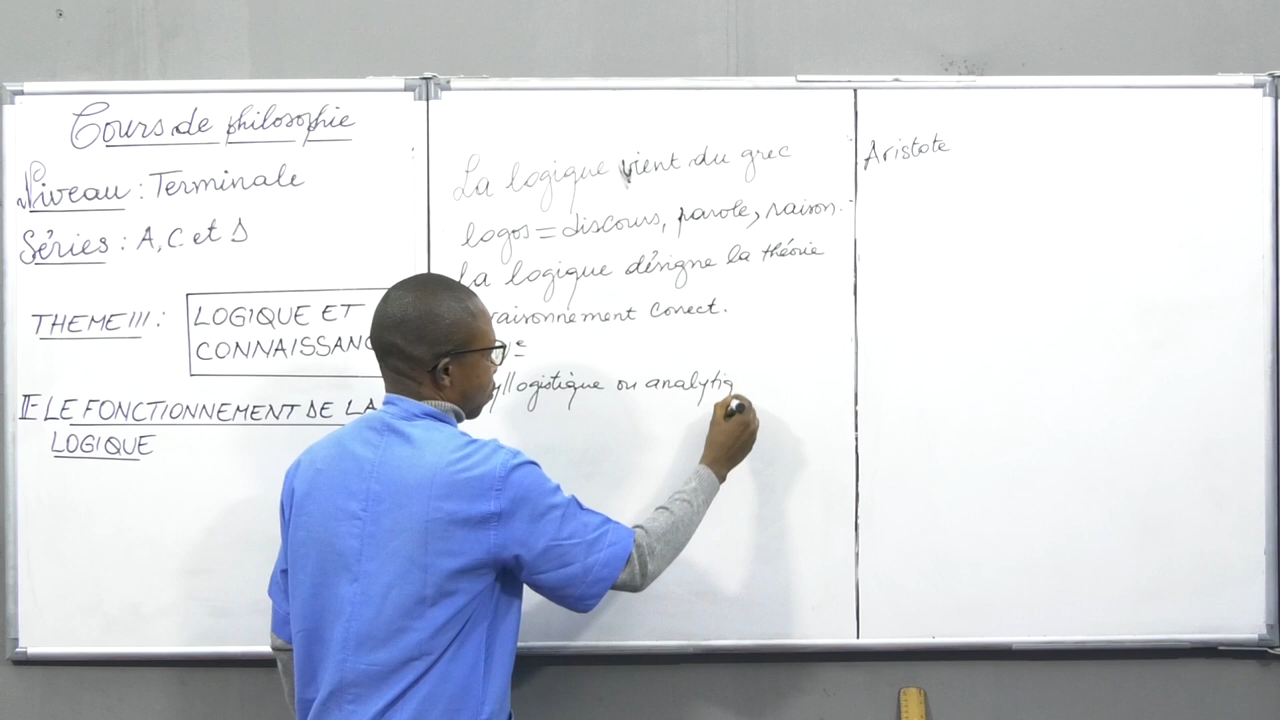 Cours de philosophie
Niveau : Terminale
Séries : A, C et D
THEME III : LOGIQUE ET
CONNAISSANC
II- LE FONCTIONNEMENT DE LA
LOGIQUE
La logique vient du grec
logos = discours, parole, raison.
La logique désigne la théorie
raisonnement correct.
e
yllogistique ou analytiq
Aristote